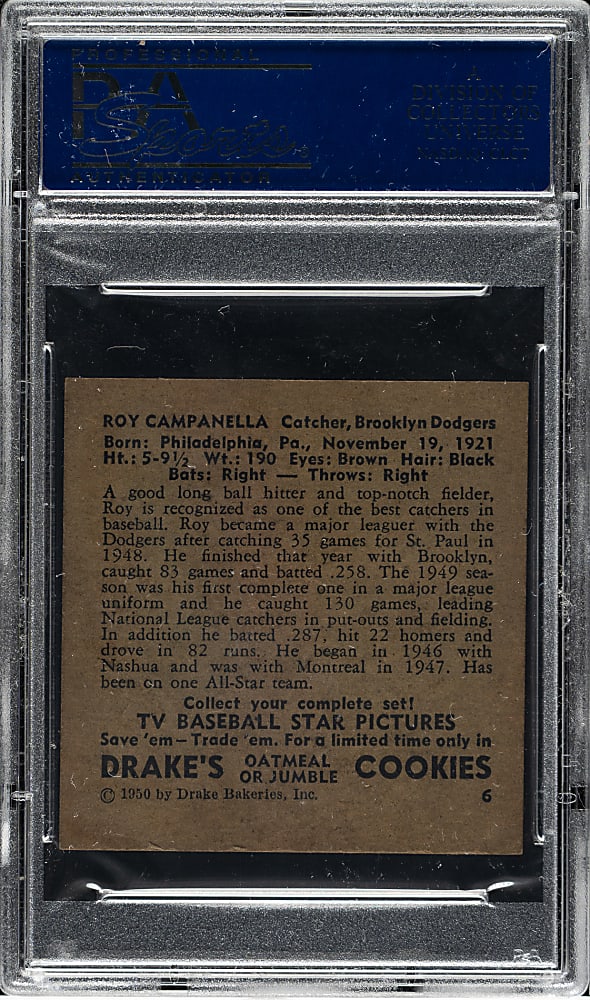 PROFESSIONAL
PSA
Sports
AUTHENTICATOR
A
DIVISION OF
COLLECTORS
UNIVERSE
ROY CAMPANELLA Catcher, Brooklyn Dodgers
Born: Philadelphia, Pa., November 19, 1921
Ht.: 5-9½ Wt.: 190 Eyes: Brown Hair: Black
Bats: Right — Throws: Right
A good long ball hitter and top-notch fielder,
Roy is recognized as one of the best catchers in
baseball. Roy became a major leaguer with the
Dodgers after catching 35 games for St. Paul in
1948. He finished that year with Brooklyn,
caught 83 games and batted .258. The 1949 sea-
son was his first complete one in a major league
uniform and he caught 130 games, leading
National League catchers in put-outs and fielding.
In addition he batted .287, hit 22 homers and
drove in 82 runs. He began in 1946 with
Nashua and was with Montreal in 1947. Has
been on one All-Star team.
Collect your complete set!
TV BASEBALL STAR PICTURES
Save 'em — Trade 'em. For a limited time only in
DRAKE'S OATMEAL OR JUMBLE COOKIES
© 1950 by Drake Bakeries, Inc. 6
PSA